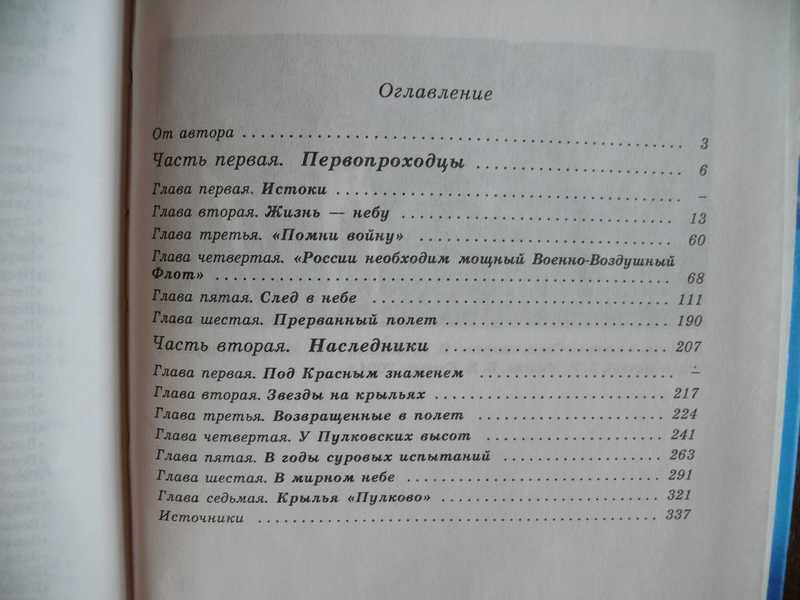 Оглавление
От автора . . . . . . . . . . . . . . . . . . . . . . . . . . . . . . 3
Часть первая. Первопроходцы . . . . . . . . . . . . . . . . 6
Глава первая. Истоки . . . . . . . . . . . . . . . . . . . . . . –
Глава вторая. Жизнь — небу . . . . . . . . . . . . . . . . . 13
Глава третья. «Помни войну» . . . . . . . . . . . . . . . . 60
Глава четвертая. «России необходим мощный Военно-Воздушный
Флот» . . . . . . . . . . . . . . . . . . . . . . . . . . . . . . . . 68
Глава пятая. След в небе . . . . . . . . . . . . . . . . . . . 111
Глава шестая. Прерванный полет . . . . . . . . . . . . . 190
Часть вторая. Наследники . . . . . . . . . . . . . . . . . . 207
Глава первая. Под Красным знаменем . . . . . . . . . . –
Глава вторая. Звезды на крыльях . . . . . . . . . . . . . 217
Глава третья. Возвращенные в полет . . . . . . . . . . . 224
Глава четвертая. У Пулковских высот . . . . . . . . . . 241
Глава пятая. В годы суровых испытаний . . . . . . . . 263
Глава шестая. В мирном небе . . . . . . . . . . . . . . . . 291
Глава седьмая. Крылья «Пулково» . . . . . . . . . . . . . 321
Источники . . . . . . . . . . . . . . . . . . . . . . . . . . . . . 337